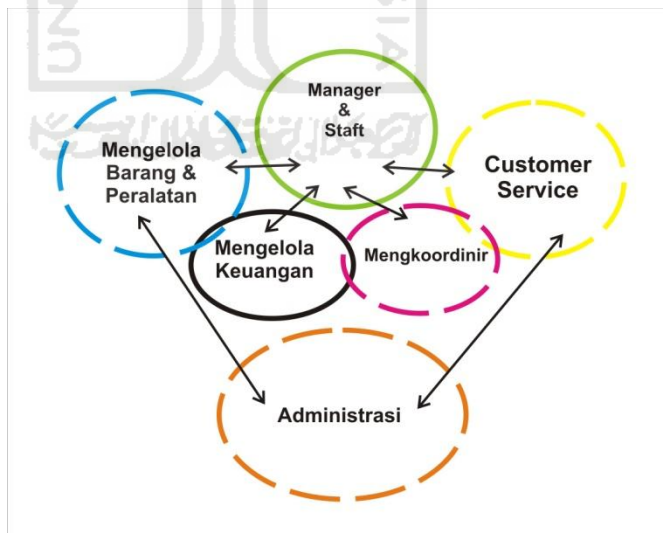 Manager
&
Staft
Mengelola
Barang &
Peralatan
Customer
Service
Mengelola
Keuangan
Mengkoordinir
Administrasi